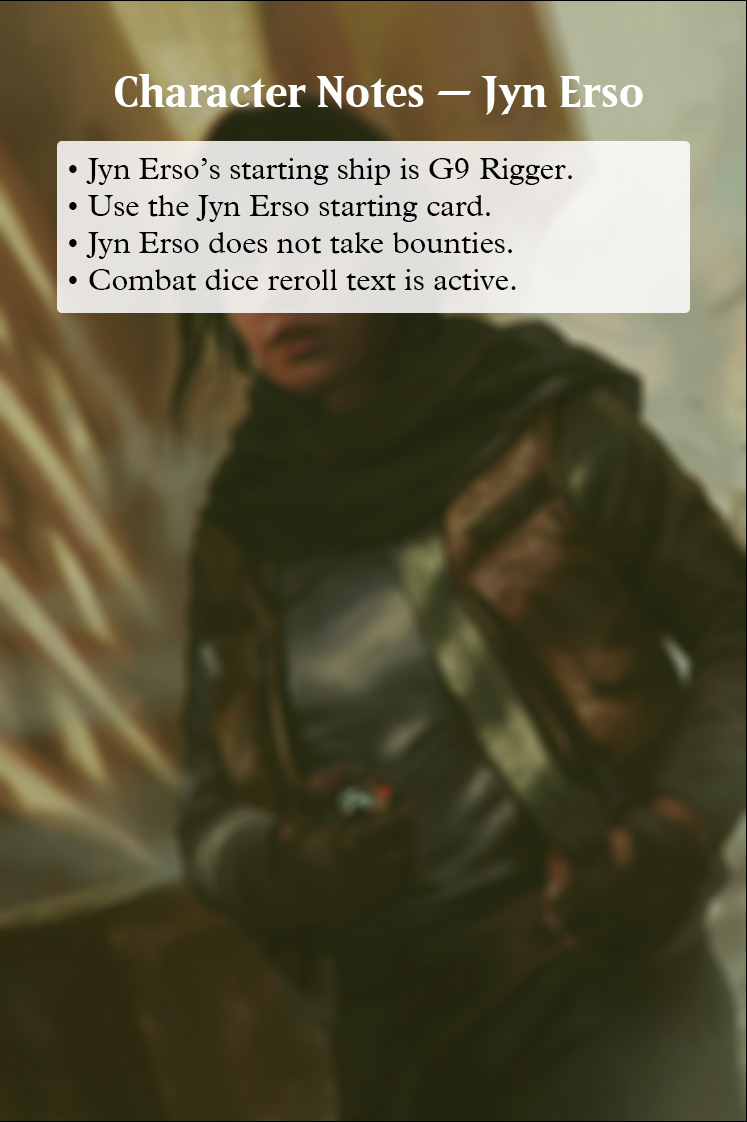 Character Notes — Jyn Erso
• Jyn Erso’s starting ship is G9 Rigger.
• Use the Jyn Erso starting card.
• Jyn Erso does not take bounties.
• Combat dice reroll text is active.